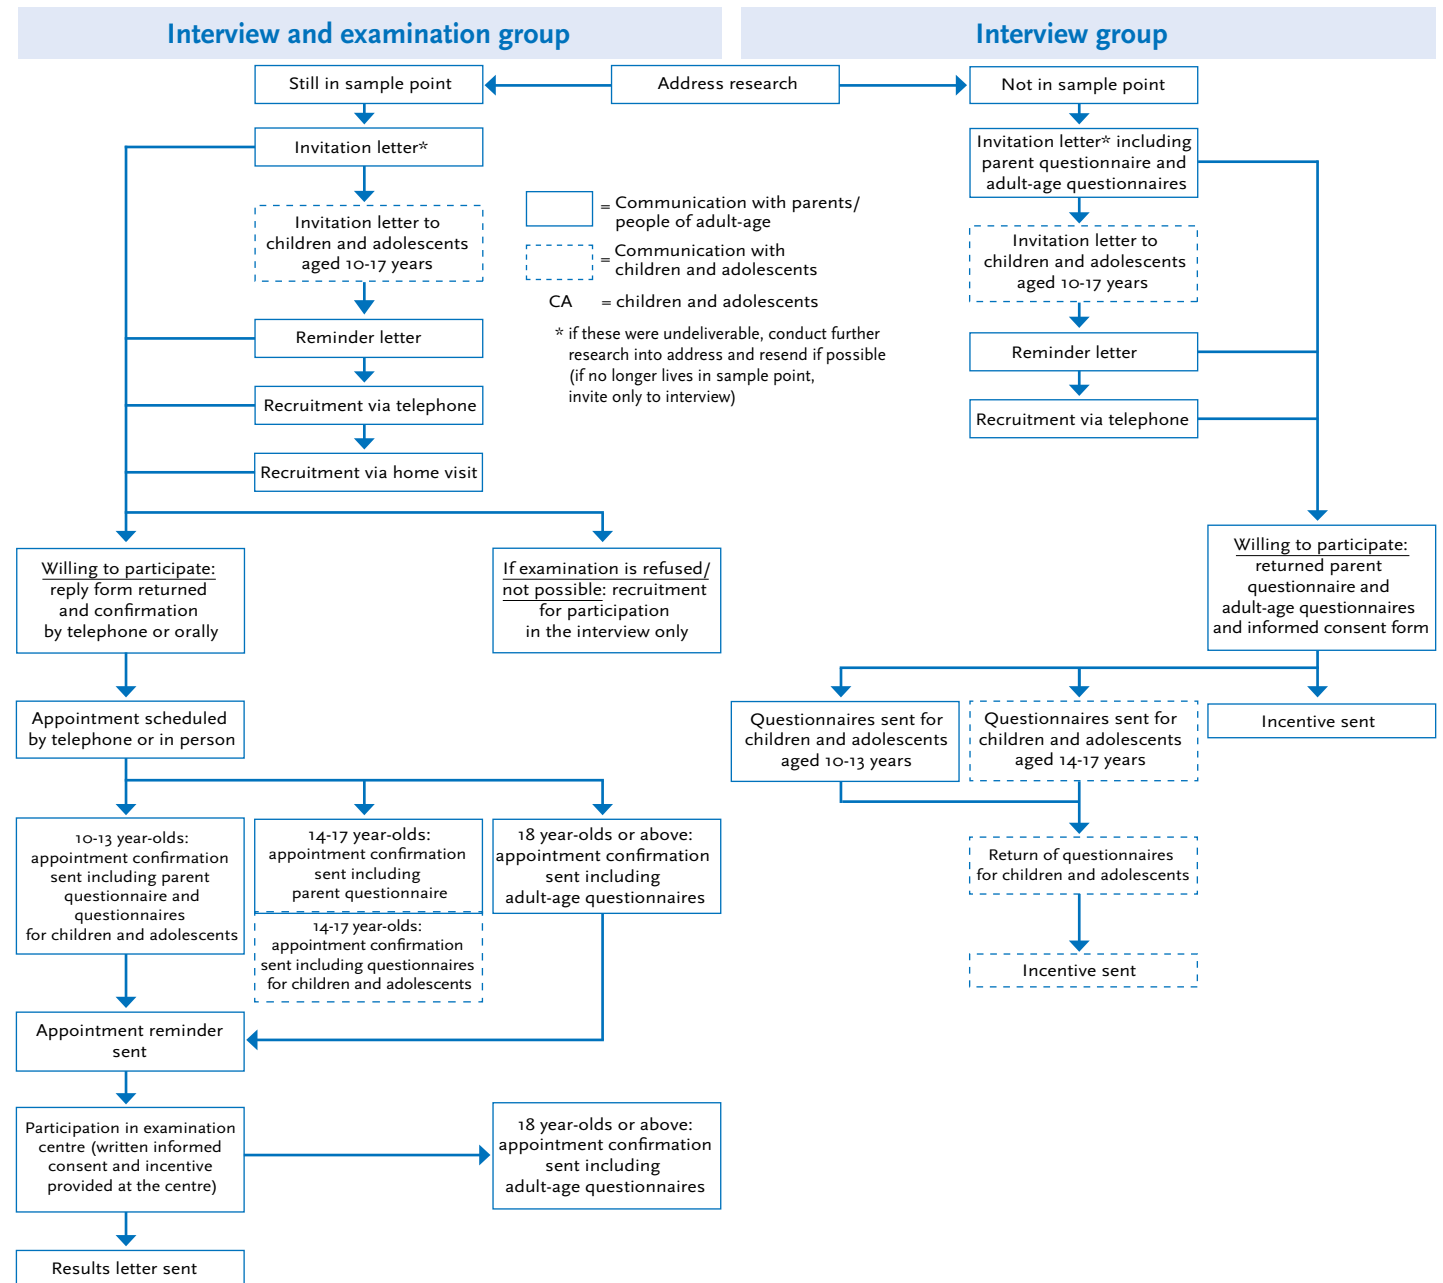 Interview and examination group
Interview group
Still in sample point
Address research
Not in sample point
Invitation letter*
Invitation letter* including
parent questionnaire and
adult-age questionnaires
Invitation letter to
children and adolescents
aged 10-17 years
= Communication with parents/
people of adult-age
= Communication with
children and adolescents
CA = children and adolescents
* if these were undeliverable, conduct further
research into address and resend if possible
(if no longer lives in sample point,
invite only to interview)
Invitation letter to
children and adolescents
aged 10-17 years
Reminder letter
Reminder letter
Recruitment via telephone
Recruitment via telephone
Recruitment via home visit
Willing to participate:
reply form returned
and confirmation
by telephone or orally
If examination is refused/
not possible: recruitment
for participation
in the interview only
Willing to participate:
returned parent
questionnaire and
adult-age questionnaires
and informed consent form
Appointment scheduled
by telephone or in person
Questionnaires sent for
children and adolescents
aged 10-13 years
Questionnaires sent for
children and adolescents
aged 14-17 years
Incentive sent
10-13 year-olds:
appointment confirmation
sent including parent
questionnaire and
questionnaires
for children and adolescents
14-17 year-olds:
appointment confirmation
sent including
parent questionnaire
14-17 year-olds:
appointment confirmation
sent including questionnaires
for children and adolescents
18 year-olds or above:
appointment confirmation
sent including
adult-age questionnaires
Return of questionnaires
for children and adolescents
Incentive sent
Appointment reminder
sent
Participation in examination
centre (written informed
consent and incentive
provided at the centre)
18 year-olds or above:
appointment confirmation
sent including
adult-age questionnaires
Results letter sent